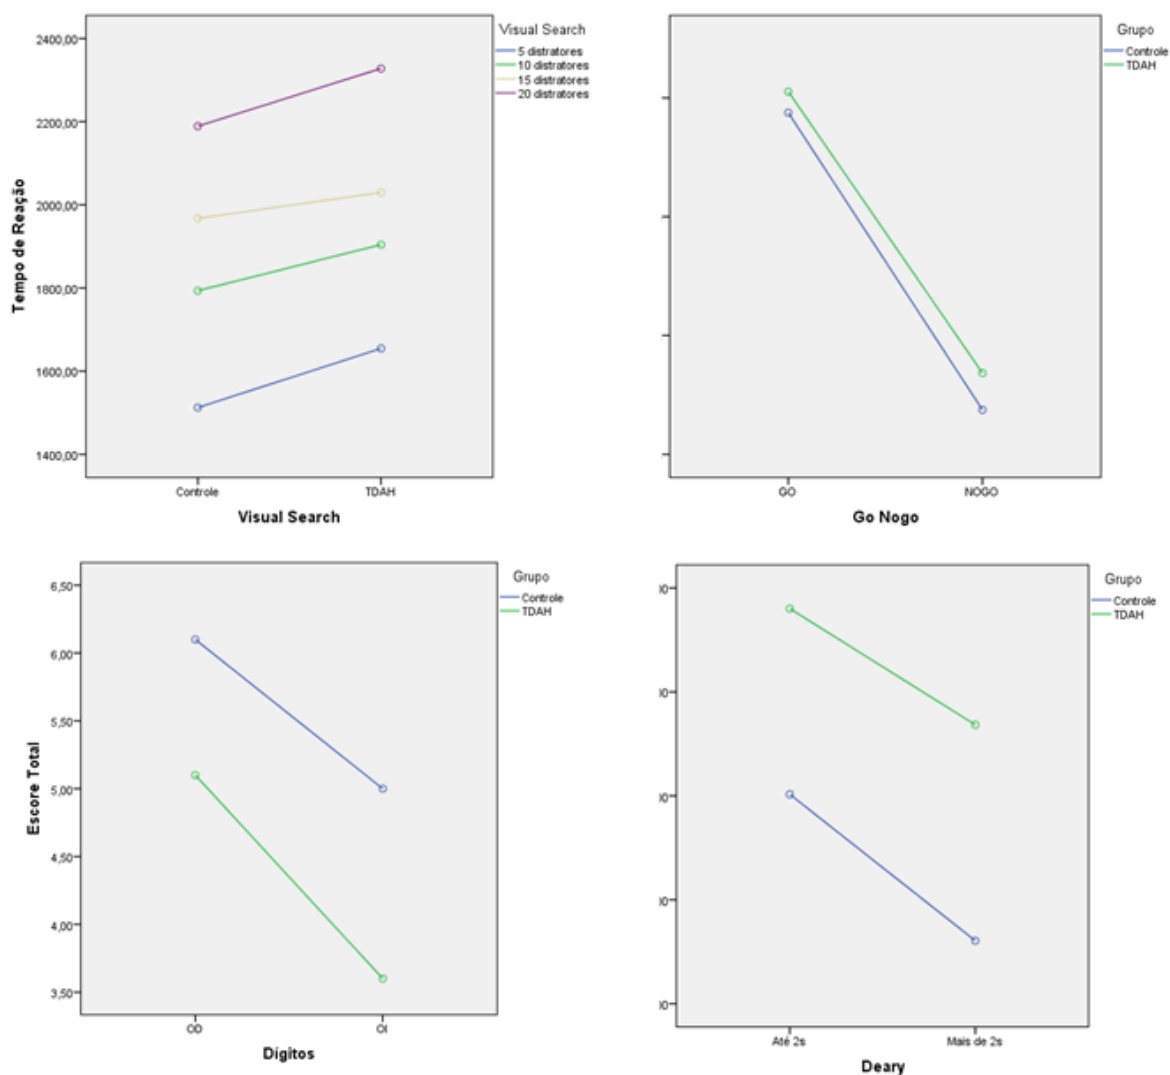 Visual Search
5 distratores
10 distratores
15 distratores
20 distratores
2400,00
2200,00
2000,00
1800,00
1600,00
1400,00
Tempo de Reação
Controle
TDAH
Visual Search
Grupo
Controle
TDAH
GO
NOGO
Go Nogo
Grupo
Controle
TDAH
6,50
6,00
5,50
5,00
4,50
4,00
3,50
Escore Total
OD
OI
Dígitos
Grupo
Controle
TDAH
Até 2s
Mais de 2s
Deary